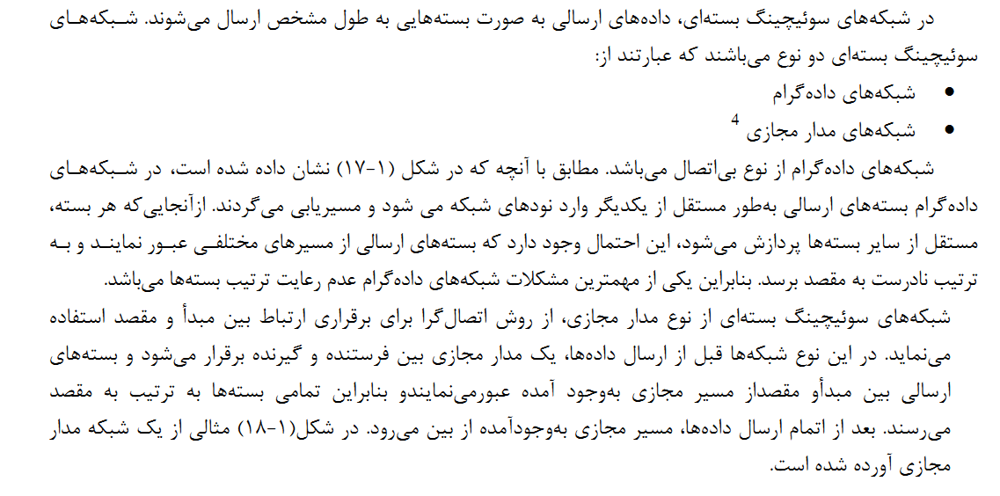 در شبکه‌های سوئیچینگ بسته‌ای، داده‌های ارسالی به صورت بسته‌هایی به طول مشخص ارسال می‌شوند. شبکه‌های
سوئیچینگ بسته‌ای دو نوع می‌باشند که عبارتند از:
• شبکه‌های داده‌گرام
• شبکه‌های مدار مجازی 4
شبکه‌های داده‌گرام از نوع بی‌اتصال می‌باشد. مطابق با آنچه که در شکل (۱-۱۷) نشان داده شده است، در شبکه‌های
داده‌گرام بسته‌های ارسالی به‌طور مستقل از یکدیگر وارد نودهای شبکه می شود و مسیریابی می‌گردند. ازآنجایی‌که هر بسته،
مستقل از سایر بسته‌ها پردازش می‌شود، این احتمال وجود دارد که بسته‌های ارسالی از مسیرهای مختلفی عبور نمایند و به
ترتیب نادرست به مقصد برسد. بنابراین یکی از مهمترین مشکلات شبکه‌های داده‌گرام عدم رعایت ترتیب بسته‌ها می‌باشد.
شبکه‌های سوئیچینگ بسته‌ای از نوع مدار مجازی، از روش اتصال‌گرا برای برقراری ارتباط بین مبدأ و مقصد استفاده
می‌نماید. در این نوع شبکه‌ها قبل از ارسال داده‌ها، یک مدار مجازی بین فرستنده و گیرنده برقرار می‌شود و بسته‌های
ارسالی بین مبدأو مقصداز مسیر مجازی به‌وجود آمده عبورمی‌نمایندو بنابراین تمامی بسته‌ها به ترتیب به مقصد
می‌رسند. بعد از اتمام ارسال داده‌ها، مسیر مجازی به‌وجودآمده از بین می‌رود. در شکل(۱-۱۸) مثالی از یک شبکه مدار
مجازی آورده شده است.